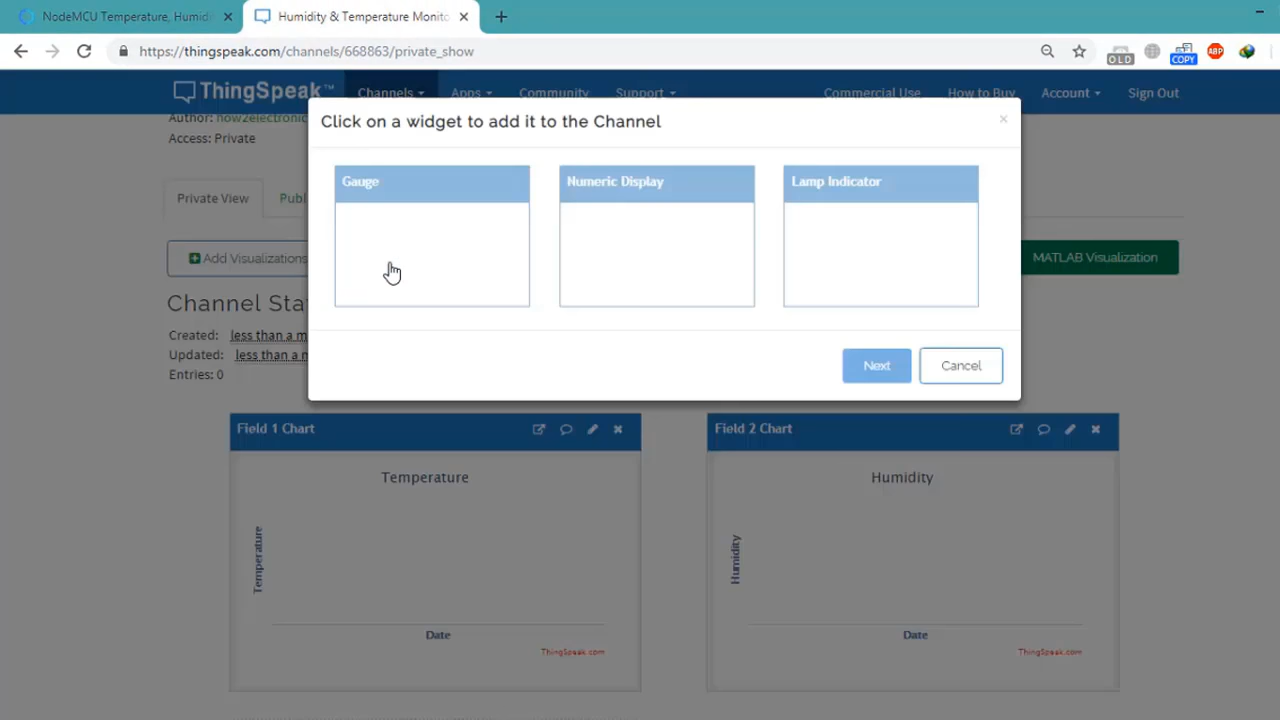 NodeMCU Temperature, Humid
Humidity & Temperature Monito
https://thingspeak.com/channels/668863/private_show
OLD
COPY
ABP
ThingSpeak™
Channels
Apps
Community
Support
Commercial Use
How to Buy
Account
Sign Out
Author: now2electronic
Access: Private
Click on a widget to add it to the Channel
Gauge
Numeric Display
Lamp Indicator
Next
Cancel
Private View
Publ
Add Visualizations
MATLAB Visualization
Channel Sta
Created: less than a m
Updated: less than a m
Entries: 0
Field 1 Chart
Field 2 Chart
Temperature
Temperature
Date
ThingSpeak.com
Humidity
Humidity
Date
ThingSpeak.com